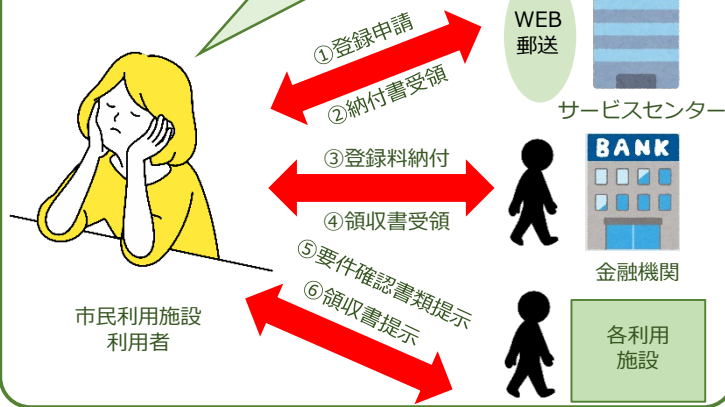 ①登録申請
②納付書受領
WEB
郵送
サービスセンター
③登録料納付
④領収書受領
BANK
金融機関
⑤要件確認書類提示
⑥領収書提示
市民利用施設
利用者
各利用
施設